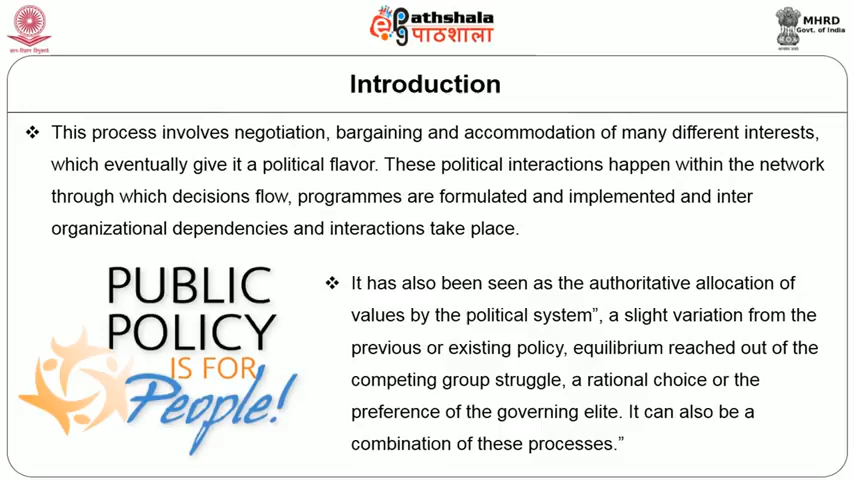 ज्ञान-विज्ञान विमुक्तये
Pathshala
पाठशाला
MHRD
Govt. of India
सत्यमेव जयते
Introduction
❖ This process involves negotiation, bargaining and accommodation of many different interests,
which eventually give it a political flavor. These political interactions happen within the network
through which decisions flow, programmes are formulated and implemented and inter
organizational dependencies and interactions take place.
PUBLIC
POLICY
IS FOR
People!
❖ It has also been seen as the authoritative allocation of
values by the political system”, a slight variation from the
previous or existing policy, equilibrium reached out of the
competing group struggle, a rational choice or the
preference of the governing elite. It can also be a
combination of these processes.”